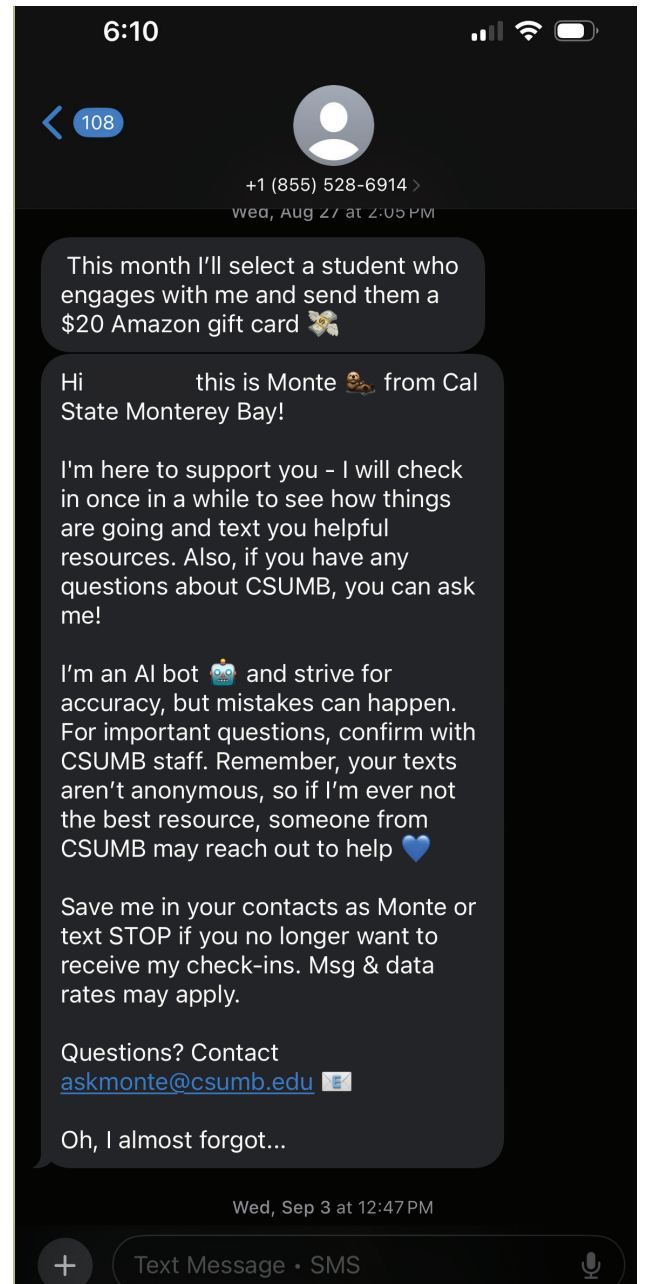 6:10
108
+1 (855) 528-6914 >
Wed, Aug 27 at 2:05 PM
This month I’ll select a student who
engages with me and send them a
$20 Amazon gift card 💸
Hi this is Monte 🦦 from Cal
State Monterey Bay!
I'm here to support you - I will check
in once in a while to see how things
are going and text you helpful
resources. Also, if you have any
questions about CSUMB, you can ask
me!
I’m an AI bot 🤖 and strive for
accuracy, but mistakes can happen.
For important questions, confirm with
CSUMB staff. Remember, your texts
aren’t anonymous, so if I’m ever not
the best resource, someone from
CSUMB may reach out to help 💙
Save me in your contacts as Monte or
text STOP if you no longer want to
receive my check-ins. Msg & data
rates may apply.
Questions? Contact
askmonte@csumb.edu 📧
Oh, I almost forgot...
Wed, Sep 3 at 12:47 PM
Text Message • SMS